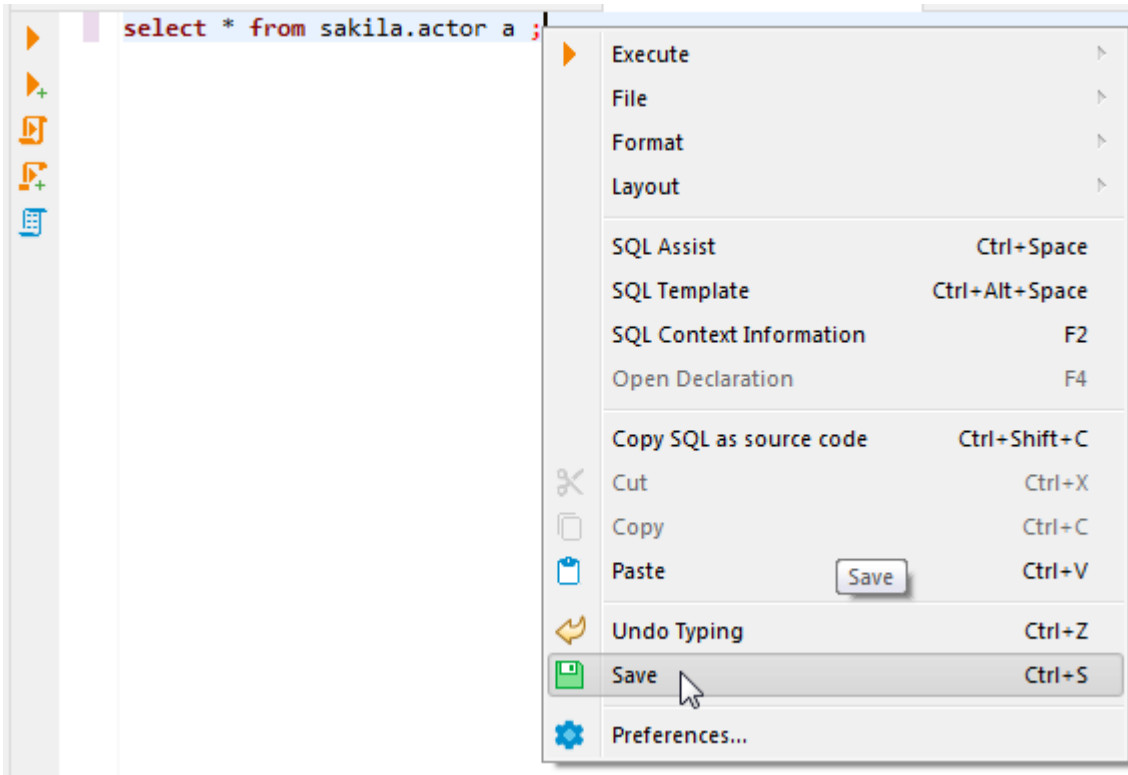 select * from sakila.actor a ;
Execute
File
Format
Layout
SQL Assist Ctrl+Space
SQL Template Ctrl+Alt+Space
SQL Context Information F2
Open Declaration F4
Copy SQL as source code Ctrl+Shift+C
Cut Ctrl+X
Copy Ctrl+C
Paste Ctrl+V
Save
Undo Typing Ctrl+Z
Save Ctrl+S
Preferences...